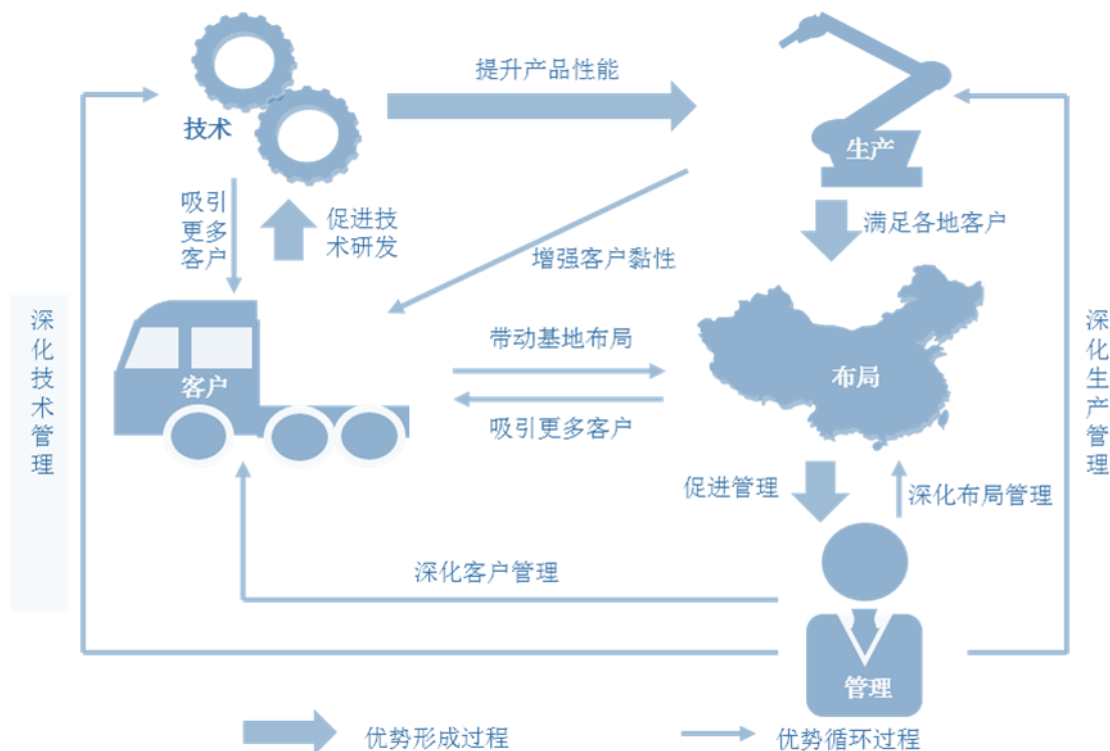 提升产品性能
技术
生产
吸引
更多
客户
促进技
术研发
满足各地客户
增强客户黏性
深化技术管理
带动基地布局
深化生产管理
客户
布局
吸引更多客户
促进管理
深化布局管理
深化客户管理
管理
优势形成过程
优势循环过程